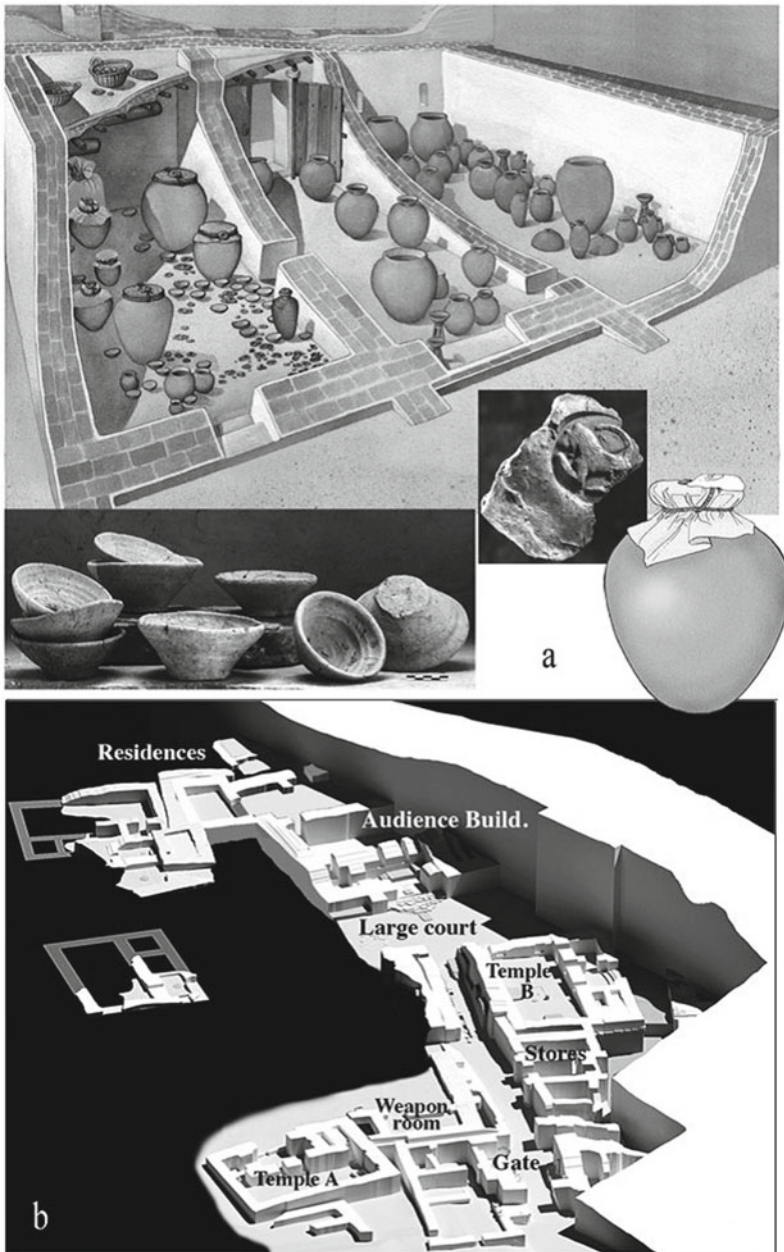 a
Residences
Audience Build.
Large court
Temple
B
Stores
Weapon
room
Gate
Temple A
b